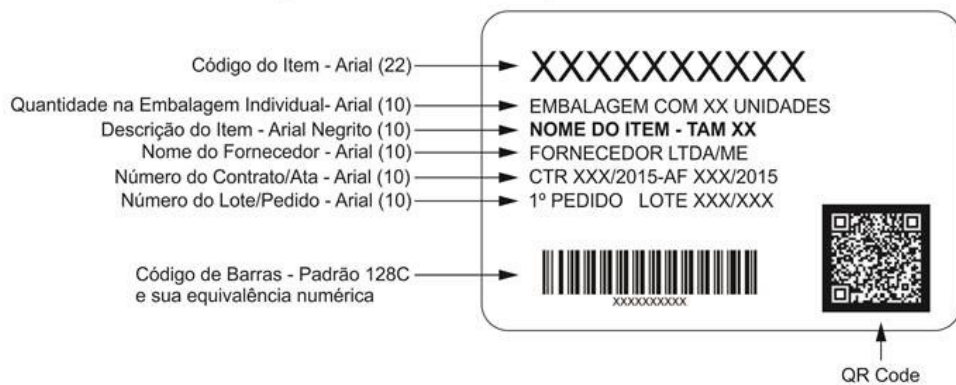 Código do Item - Arial (22)
XXXXXXXXXX
Quantidade na Embalagem Individual- Arial (10)
EMBALAGEM COM XX UNIDADES
Descrição do Item - Arial Negrito (10)
NOME DO ITEM - TAM XX
Nome do Fornecedor - Arial (10)
FORNECEDOR LTDA/ME
Número do Contrato/Ata - Arial (10)
CTR XXX/2015-AF XXX/2015
Número do Lote/Pedido - Arial (10)
1º PEDIDO LOTE XXX/XXX
Código de Barras - Padrão 128C
e sua equivalência numérica
XXXXXXXXXX
QR Code